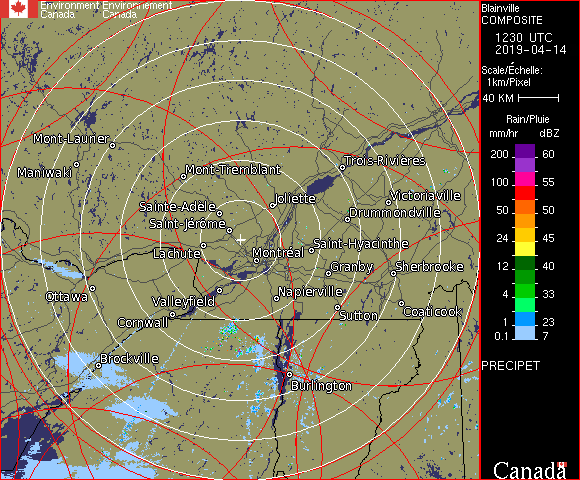 Environment Environnement
Canada Canada
Blainville
COMPOSITE
1230 UTC
2019-04-14
Scale/Échelle:
1km/Pixel
40 KM
Rain/Pluie
mm/hr dBZ
200 60
150 57
100 55
50 50
24 45
12 40
4 33
1 23
0.1 7
PRECIPET
Canada
Mont-Laurier
Maniwaki
Mont-Tremblant
Trois-Rivières
Joliette
Victoriaville
Sainte-Adèle
Drummondville
Saint-Jérôme
Lachute
Saint-Hyacinthe
Montréal
Granby
Sherbrooke
Ottawa
Valleyfield
Napierville
Cornwall
Sutton
Coaticook
Brockville
Burlington